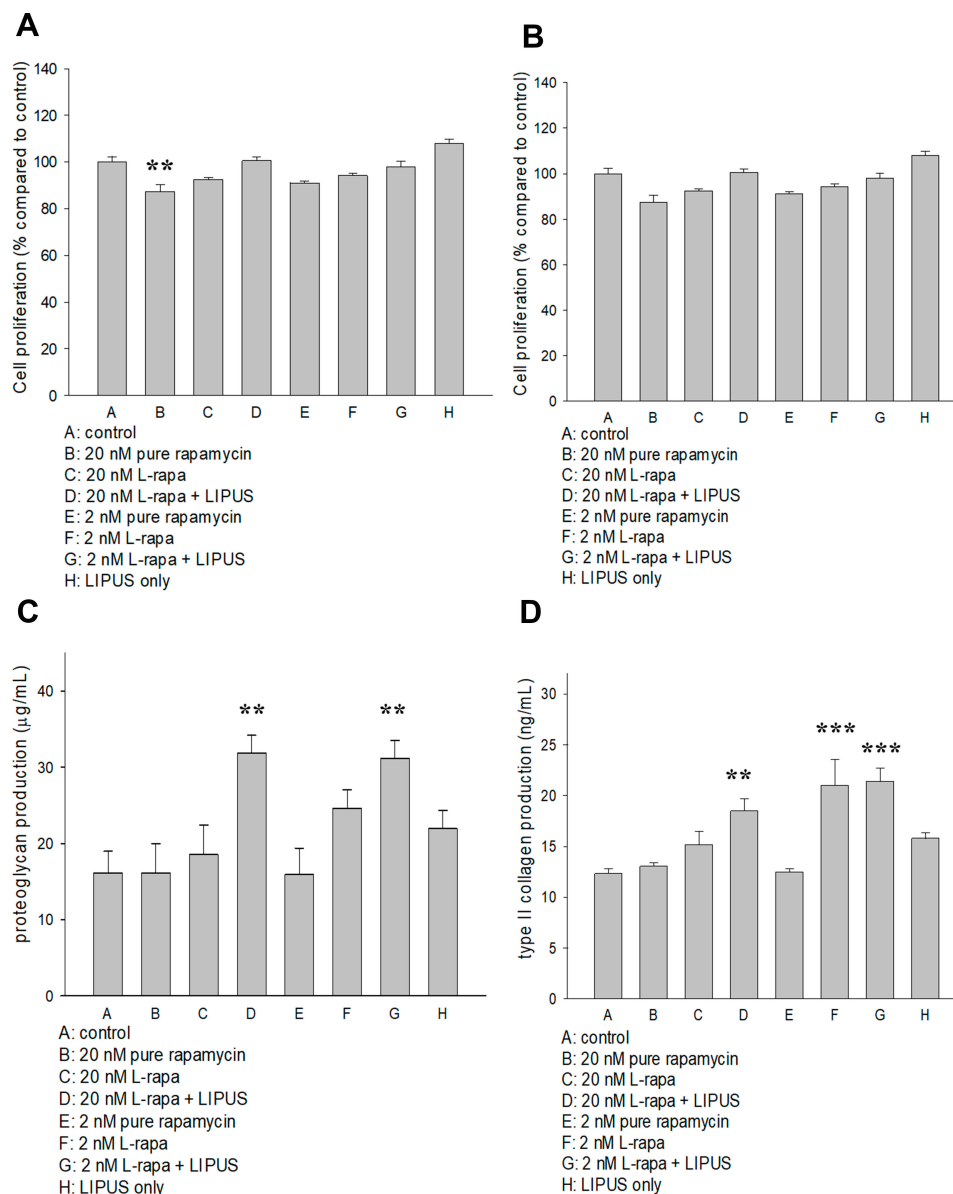 A
Cell proliferation (% compared to control)
140
120
100
80
60
40
20
0
**
A B C D E F G H
A: control
B: 20 nM pure rapamycin
C: 20 nM L-rapa
D: 20 nM L-rapa + LIPUS
E: 2 nM pure rapamycin
F: 2 nM L-rapa
G: 2 nM L-rapa + LIPUS
H: LIPUS only
B
Cell proliferation (% compared to control)
140
120
100
80
60
40
20
0
A B C D E F G H
A: control
B: 20 nM pure rapamycin
C: 20 nM L-rapa
D: 20 nM L-rapa + LIPUS
E: 2 nM pure rapamycin
F: 2 nM L-rapa
G: 2 nM L-rapa + LIPUS
H: LIPUS only
C
proteoglycan production (μg/mL)
40
30
20
10
0
** **
A B C D E F G H
A: control
B: 20 nM pure rapamycin
C: 20 nM L-rapa
D: 20 nM L-rapa + LIPUS
E: 2 nM pure rapamycin
F: 2 nM L-rapa
G: 2 nM L-rapa + LIPUS
H: LIPUS only
D
type II collagen production (ng/mL)
30
25
20
15
10
5
0
** *** ***
A B C D E F G H
A: control
B: 20 nM pure rapamycin
C: 20 nM L-rapa
D: 20 nM L-rapa + LIPUS
E: 2 nM pure rapamycin
F: 2 nM L-rapa
G: 2 nM L-rapa + LIPUS
H: LIPUS only